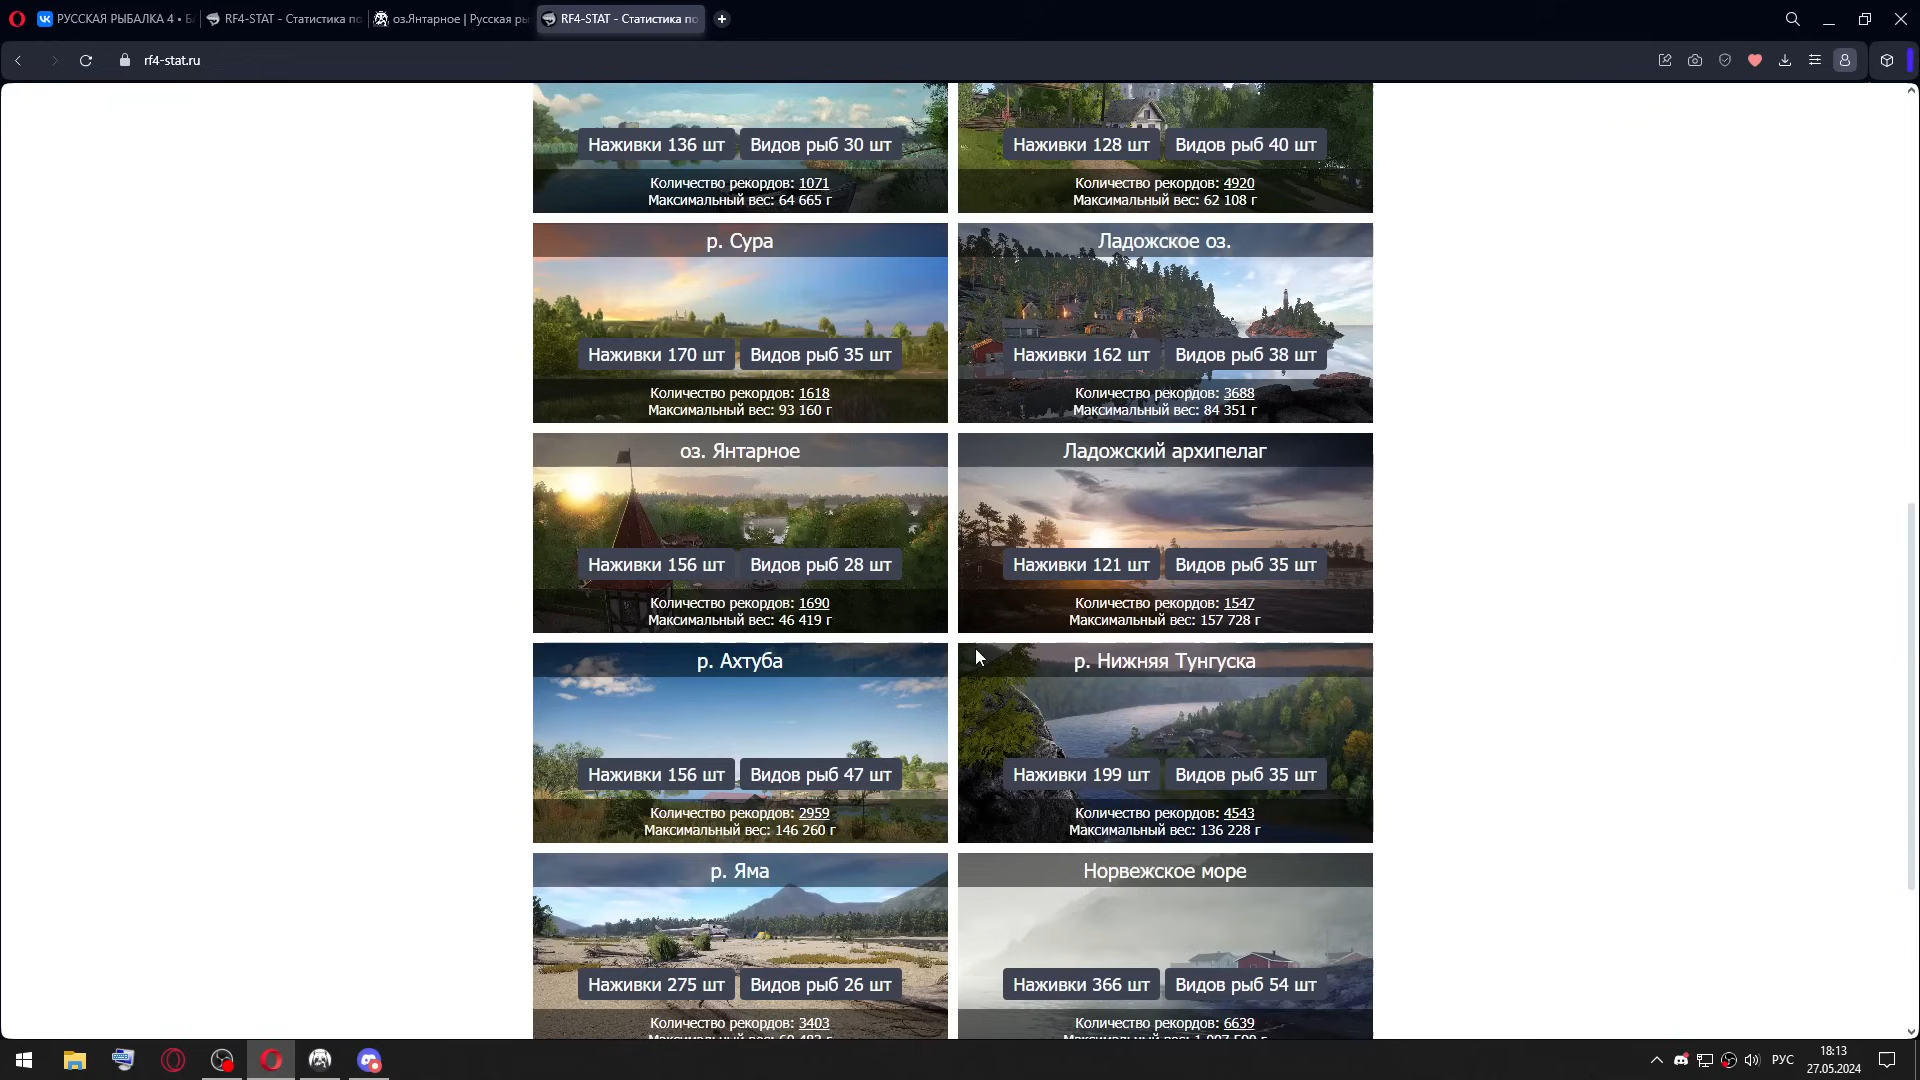 РУССКАЯ РЫБАЛКА 4 • Б
RF4-STAT - Статистика по
оз.Янтарное | Русская ры
RF4-STAT - Статистика по
rf4-stat.ru
Наживки 136 шт
Видов рыб 30 шт
Количество рекордов: 1071
Максимальный вес: 64 665 г
Наживки 128 шт
Видов рыб 40 шт
Количество рекордов: 4920
Максимальный вес: 62 108 г
р. Сура
Наживки 170 шт
Видов рыб 35 шт
Количество рекордов: 1618
Максимальный вес: 93 160 г
Ладожское оз.
Наживки 162 шт
Видов рыб 38 шт
Количество рекордов: 3688
Максимальный вес: 84 351 г
оз. Янтарное
Наживки 156 шт
Видов рыб 28 шт
Количество рекордов: 1690
Максимальный вес: 46 419 г
Ладожский архипелаг
Наживки 121 шт
Видов рыб 35 шт
Количество рекордов: 1547
Максимальный вес: 157 728 г
р. Ахтуба
Наживки 156 шт
Видов рыб 47 шт
Количество рекордов: 2959
Максимальный вес: 146 260 г
р. Нижняя Тунгуска
Наживки 199 шт
Видов рыб 35 шт
Количество рекордов: 4543
Максимальный вес: 136 228 г
р. Яма
Наживки 275 шт
Видов рыб 26 шт
Количество рекордов: 3403
Норвежское море
Наживки 366 шт
Видов рыб 54 шт
Количество рекордов: 6639
РУС
18:13
27.05.2024